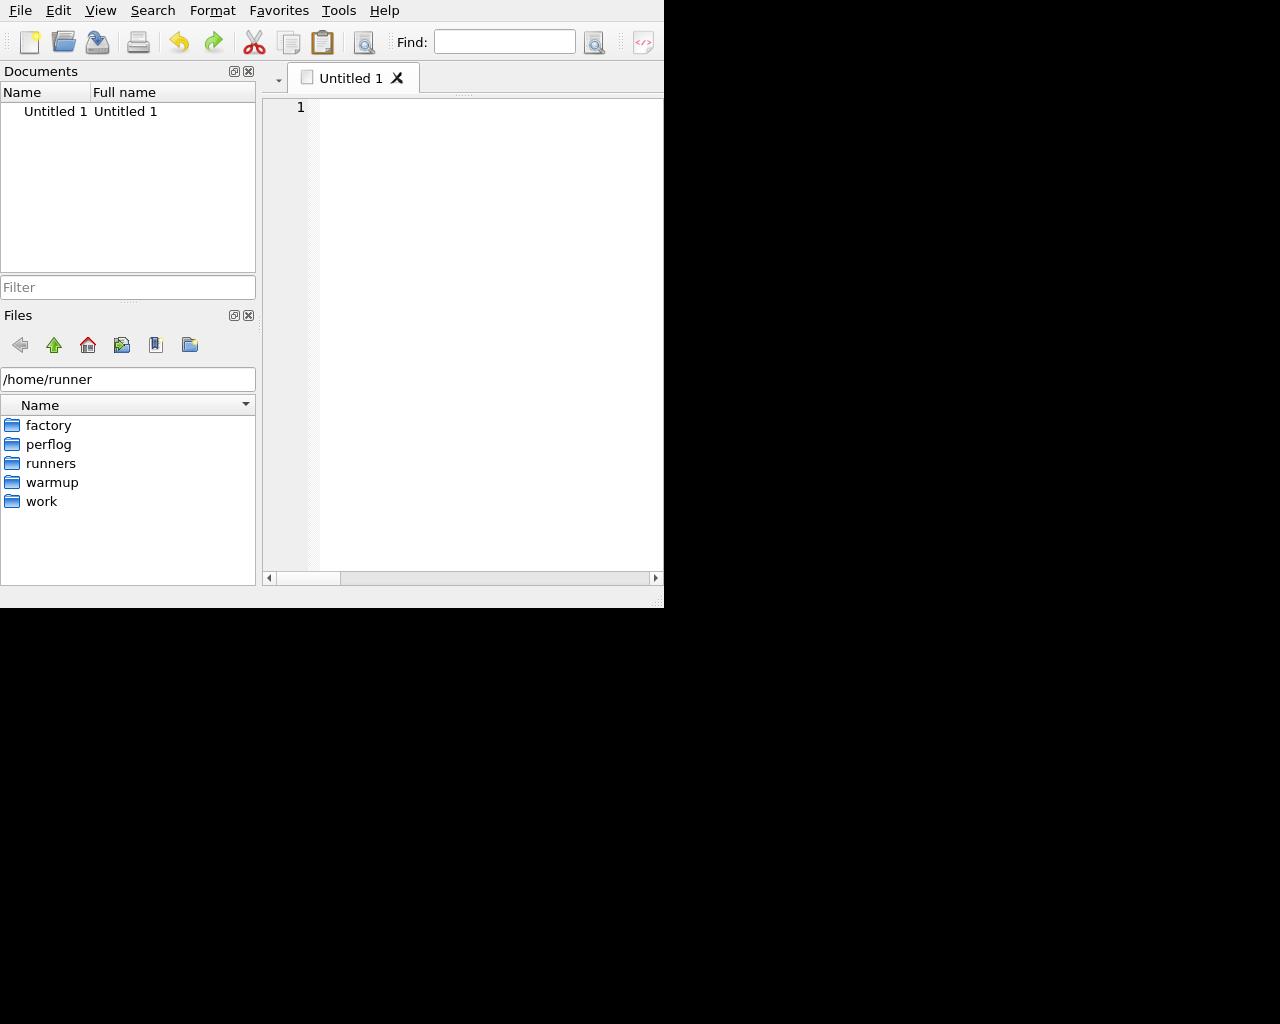 File Edit View Search Format Favorites Tools Help
Find:
Documents
Name Full name
Untitled 1 Untitled 1
Filter
Files
/home/runner
Name
factory
perflog
runners
warmup
work
Untitled 1
1